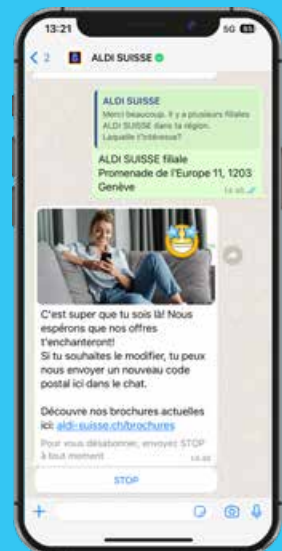 13:21
5G 63
2
ALDI SUISSE
ALDI SUISSE
Merci beaucoup. Il y a plusieurs filiales
ALDI SUISSE dans ta région.
Laquelle t'intéresse?
ALDI SUISSE filiale
Promenade de l'Europe 11, 1203
Genève
C'est super que tu sois là! Nous
espérons que nos offres
t'enchanteront!
Si tu souhaites le modifier, tu peux
nous envoyer un nouveau code
postal ici dans le chat.
Découvre nos brochures actuelles
ici: aldi-suisse.ch/brochures
Pour vous désabonner, envoyez STOP
à tout moment
STOP